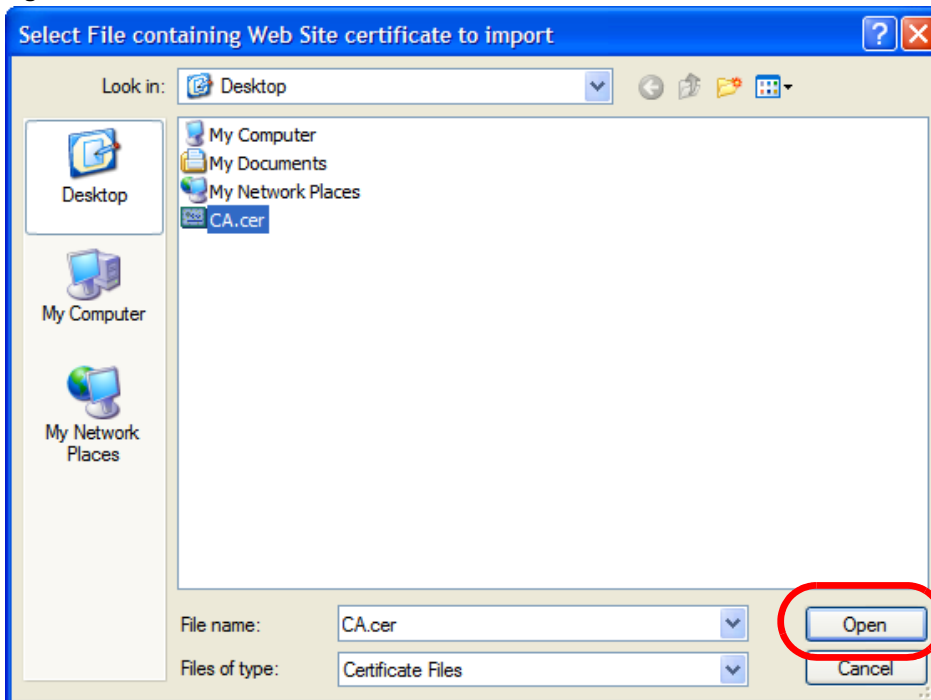 Select File containing Web Site certificate to import
Look in: Desktop
My Computer
My Documents
My Network Places
CA.cer
Desktop
My Computer
My Network
Places
File name: CA.cer Open
Files of type: Certificate Files Cancel